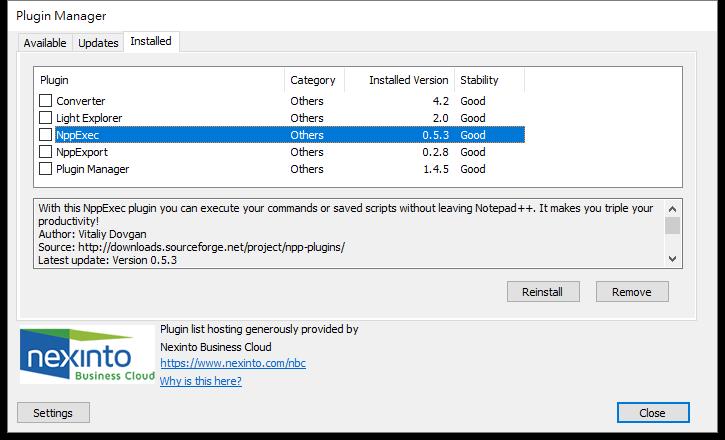 Plugin Manager
Available Updates Installed
Plugin Category Installed Version Stability
Converter Others 4.2 Good
Light Explorer Others 2.0 Good
NppExec Others 0.5.3 Good
NppExport Others 0.2.8 Good
Plugin Manager Others 1.4.5 Good
With this NppExec plugin you can execute your commands or saved scripts without leaving Notepad++. It makes you triple your
productivity!
Author: Vitaliy Dovgan
Source: http://downloads.sourceforge.net/project/npp-plugins/
Latest update: Version 0.5.3
Reinstall Remove
nexinto
Business Cloud
Plugin list hosting generously provided by
Nexinto Business Cloud
https://www.nexinto.com/nbc
Why is this here?
Settings Close